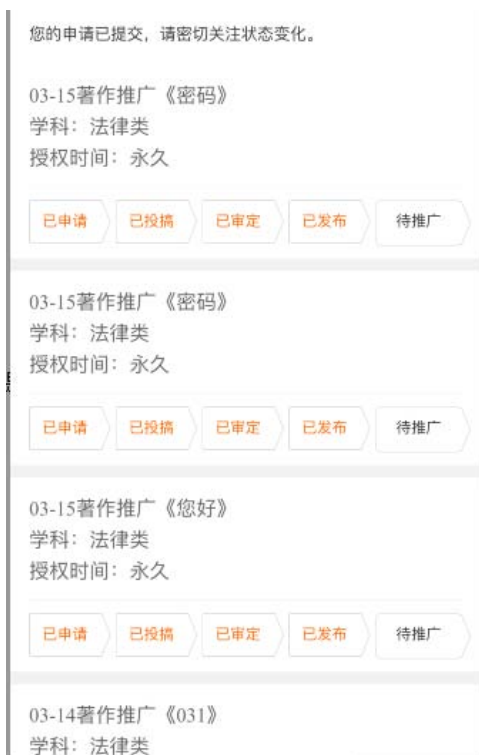 您的申请已提交，请密切关注状态变化。
03-15著作推广《密码》
学科：法律类
授权时间：永久
已申请 已投搞 已审定 已发布 待推广
03-15著作推广《密码》
学科：法律类
授权时间：永久
已申请 已投搞 已审定 已发布 待推广
03-15著作推广《您好》
学科：法律类
授权时间：永久
已申请 已投搞 已审定 已发布 待推广
03-14著作推广《031》
学科：法律类